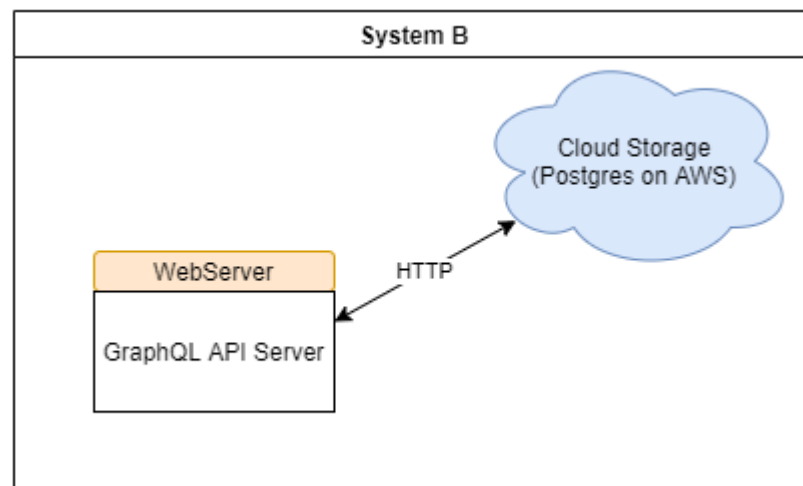 System B
Cloud Storage
(Postgres on AWS)
HTTP
WebServer
GraphQL API Server